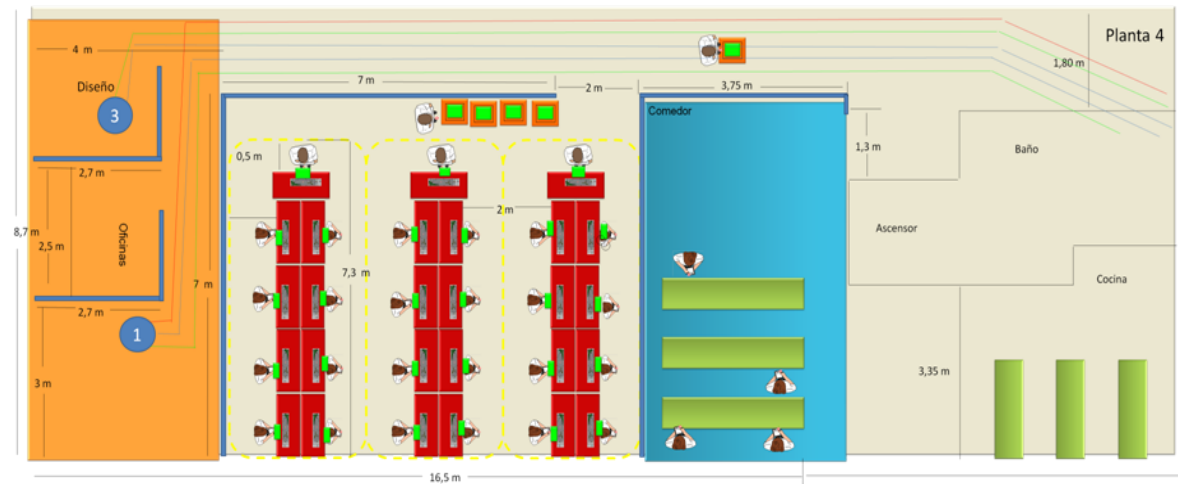 Planta 4
4 m
1,80 m
Diseño
7 m
2 m
3,75 m
3
Comedor
1,3 m
Baño
0,5 m
2,7 m
8,7 m
2,5 m
Oficinas
2 m
Ascensor
7,3 m
7 m
Cocina
2,7 m
1
3,35 m
3 m
16,5 m